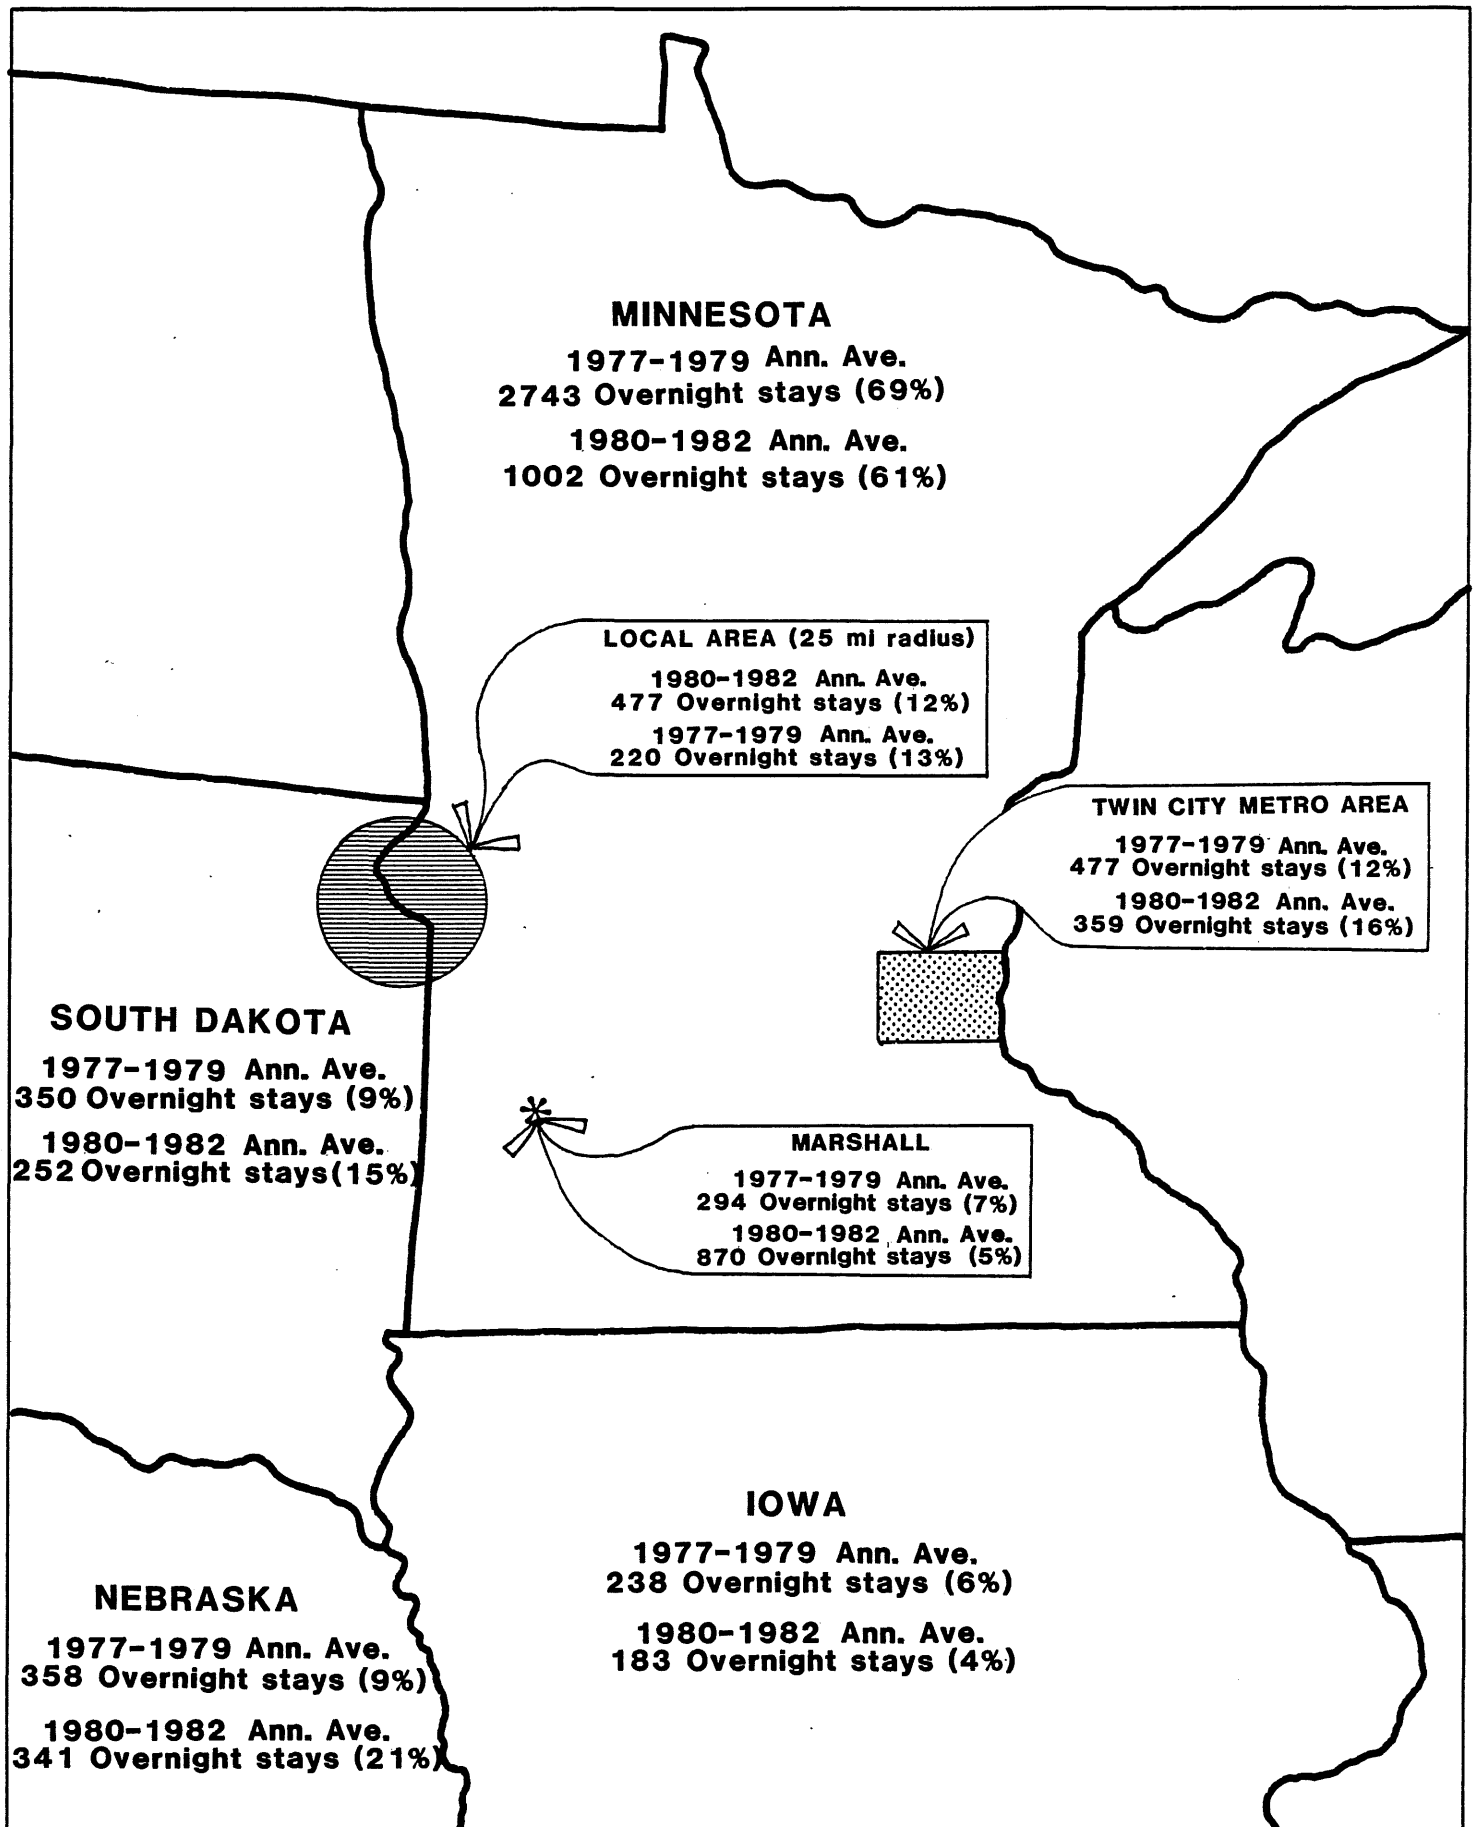 MINNESOTA
1977-1979 Ann. Ave.
2743 Overnight stays (69%)
1980-1982 Ann. Ave.
1002 Overnight stays (61%)
LOCAL AREA (25 mi radius)
1980-1982 Ann. Ave.
477 Overnight stays (12%)
1977-1979 Ann. Ave.
220 Overnight stays (13%)
TWIN CITY METRO AREA
1977-1979 Ann. Ave.
477 Overnight stays (12%)
1980-1982 Ann. Ave.
359 Overnight stays (16%)
SOUTH DAKOTA
1977-1979 Ann. Ave.
350 Overnight stays (9%)
1980-1982 Ann. Ave.
252 Overnight stays (15%)
MARSHALL
1977-1979 Ann. Ave.
294 Overnight stays (7%)
1980-1982 Ann. Ave.
870 Overnight stays (5%)
IOWA
1977-1979 Ann. Ave.
238 Overnight stays (6%)
1980-1982 Ann. Ave.
183 Overnight stays (4%)
NEBRASKA
1977-1979 Ann. Ave.
358 Overnight stays (9%)
1980-1982 Ann. Ave.
341 Overnight stays (21%)